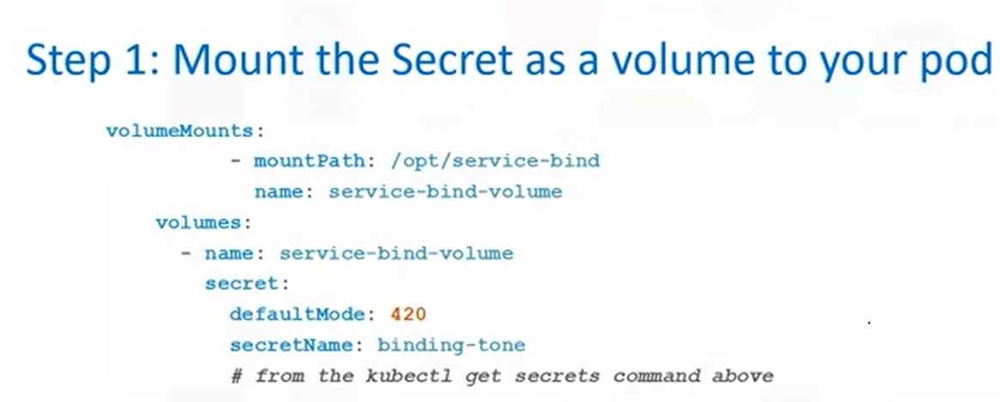 Step 1: Mount the Secret as a volume to your pod
volumeMounts:
- mountPath: /opt/service-bind
name: service-bind-volume
volumes:
- name: service-bind-volume
secret:
defaultMode: 420
secretName: binding-tone
# from the kubectl get secrets command above